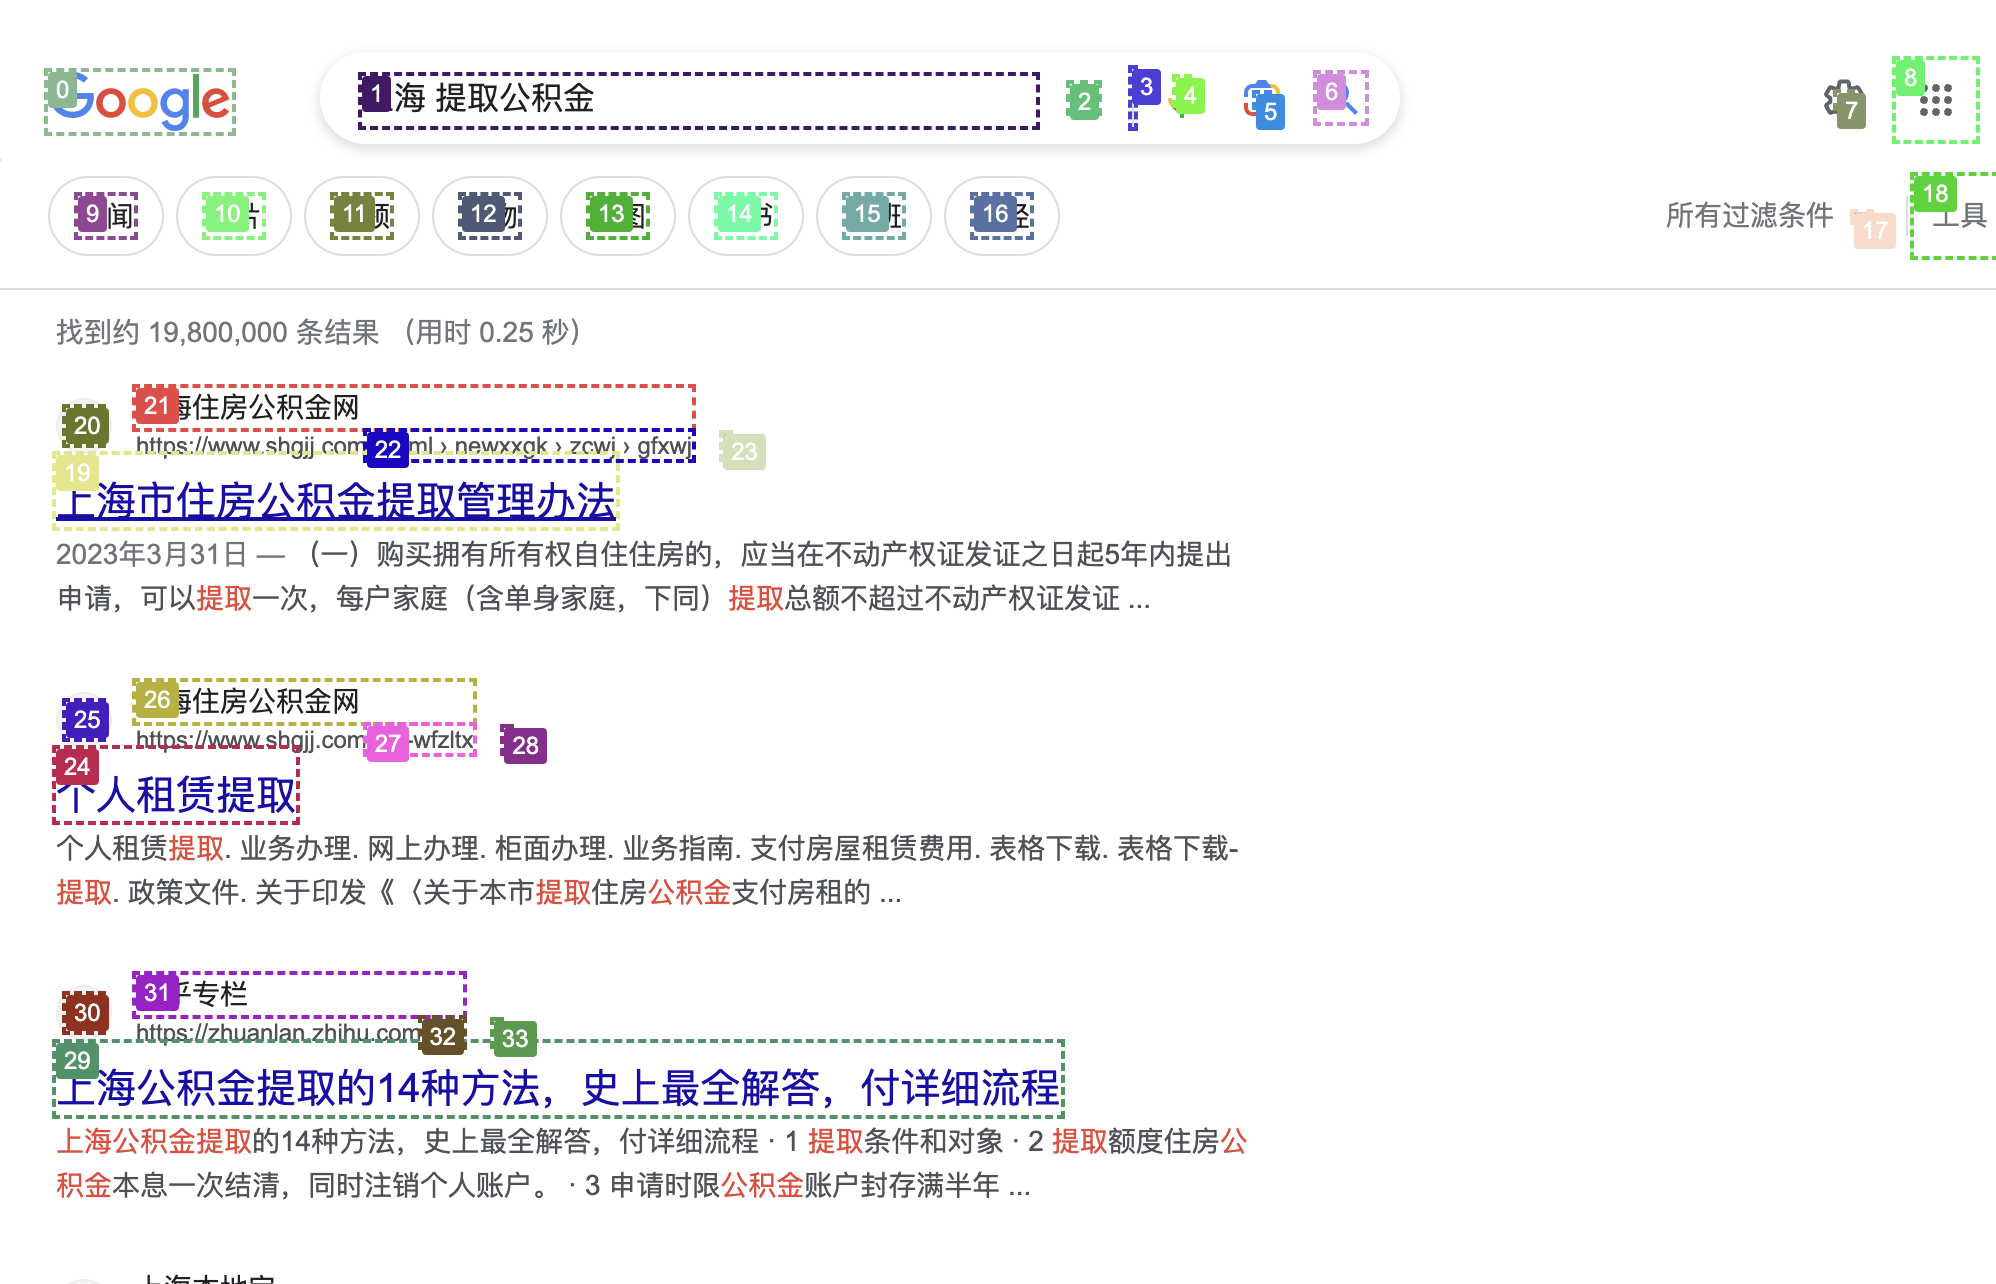 Google
0
1 海 提取公积金
2
3
4
5
6
7
8
9 闻
10
11
12
13
14
15
16
所有过滤条件
17
18 工具
找到约 19,800,000 条结果 （用时 0.25 秒）
20
21 海住房公积金网
https://www.shgjj.com 22 ml › newxxgk › zcwj › gfxwj
23
19
上海市住房公积金提取管理办法
2023年3月31日 — （一）购买拥有所有权自住住房的，应当在不动产权证发证之日起5年内提出
申请，可以提取一次，每户家庭（含单身家庭，下同）提取总额不超过不动产权证发证 ...
25
26 海住房公积金网
https://www.shgjj.com 27 -wfzltx
28
24
个人租赁提取
个人租赁提取. 业务办理. 网上办理. 柜面办理. 业务指南. 支付房屋租赁费用. 表格下载. 表格下载-
提取. 政策文件. 关于印发《〈关于本市提取住房公积金支付房租的 ...
30
31 乎专栏
https://zhuanlan.zhihu.com 32
33
29
上海公积金提取的14种方法，史上最全解答，付详细流程
上海公积金提取的14种方法，史上最全解答，付详细流程 · 1 提取条件和对象 · 2 提取额度住房公
积金本息一次结清，同时注销个人账户。 · 3 申请时限公积金账户封存满半年 ...